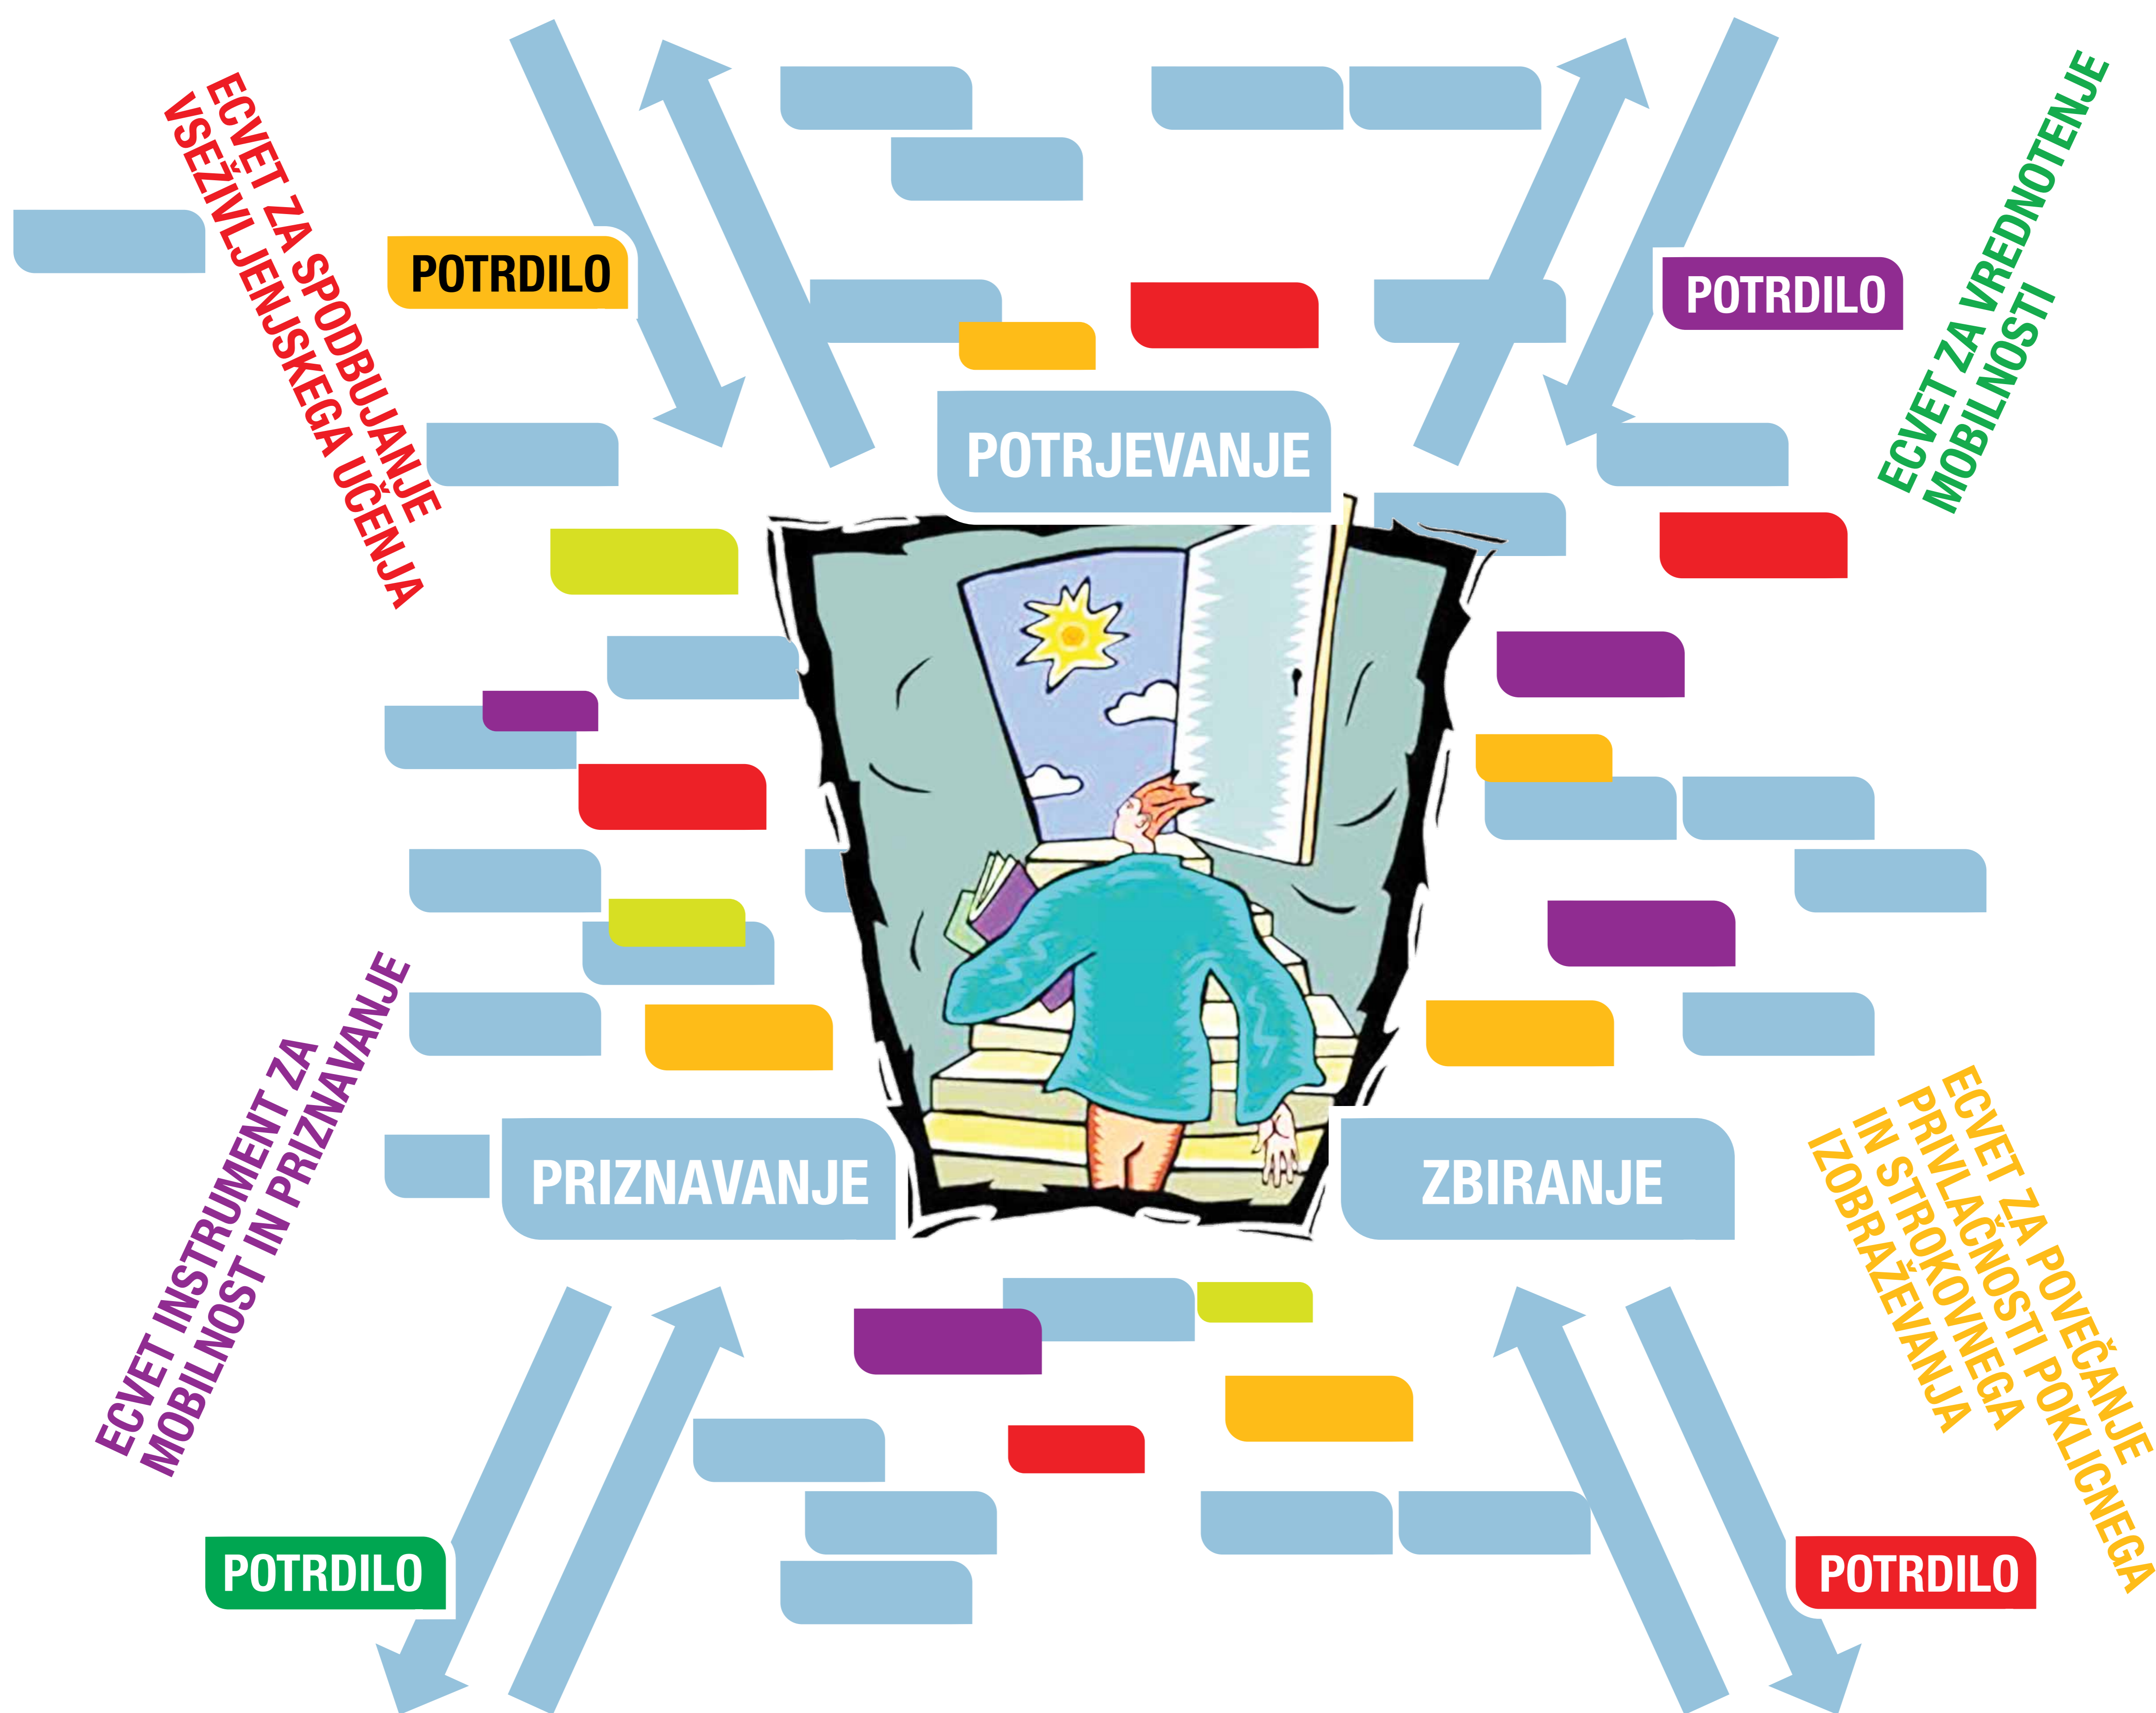 ECVET ZA SPODBUJANJE
VSEŽIVLJENJSKEGA UČENJA
POTRDILO
POTRDILO
ECVET ZA VREDNOTENJE
MOBILNOSTI
POTRJEVANJE
ECVET INSTRUMENT ZA
MOBILNOST IN PRIZNAVANJE
PRIZNAVANJE
ZBIRANJE
ECVET ZA POVEČANJE
PRIVLAČNOSTI POKLICNEGA
IN STROKOVNEGA
IZOBRAŽEVANJA
POTRDILO
POTRDILO